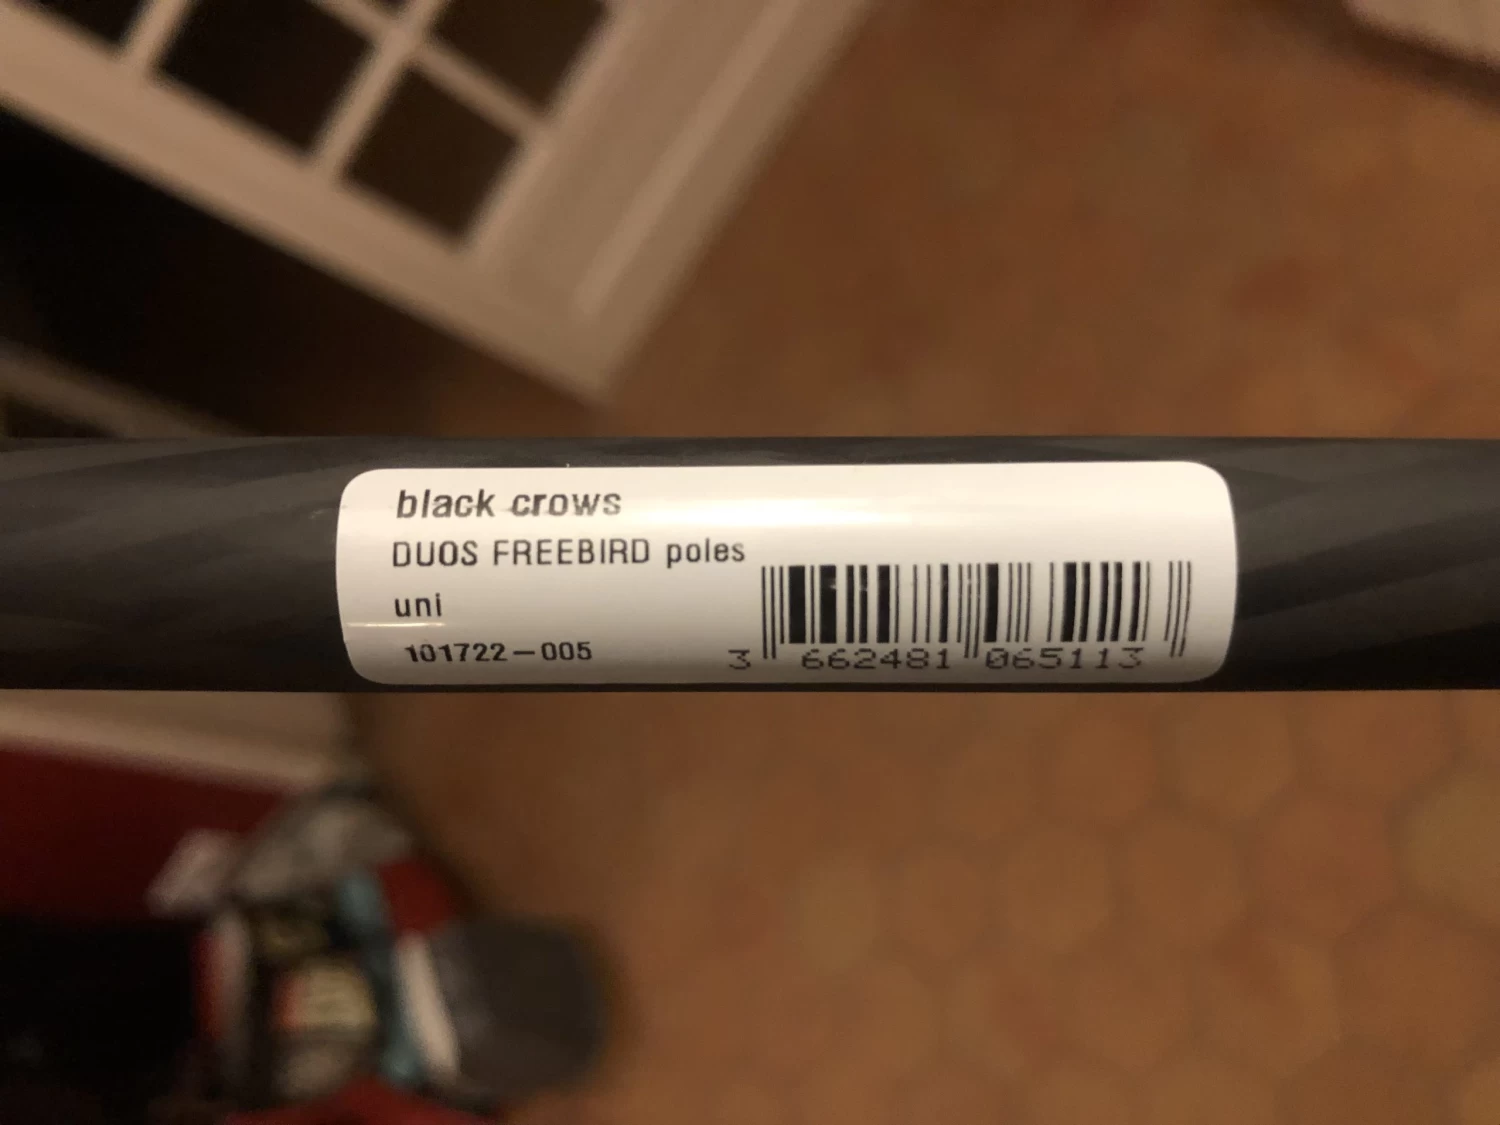 black crows
DUOS FREEBIRD poles
uni
101722-005
3 662481 065113